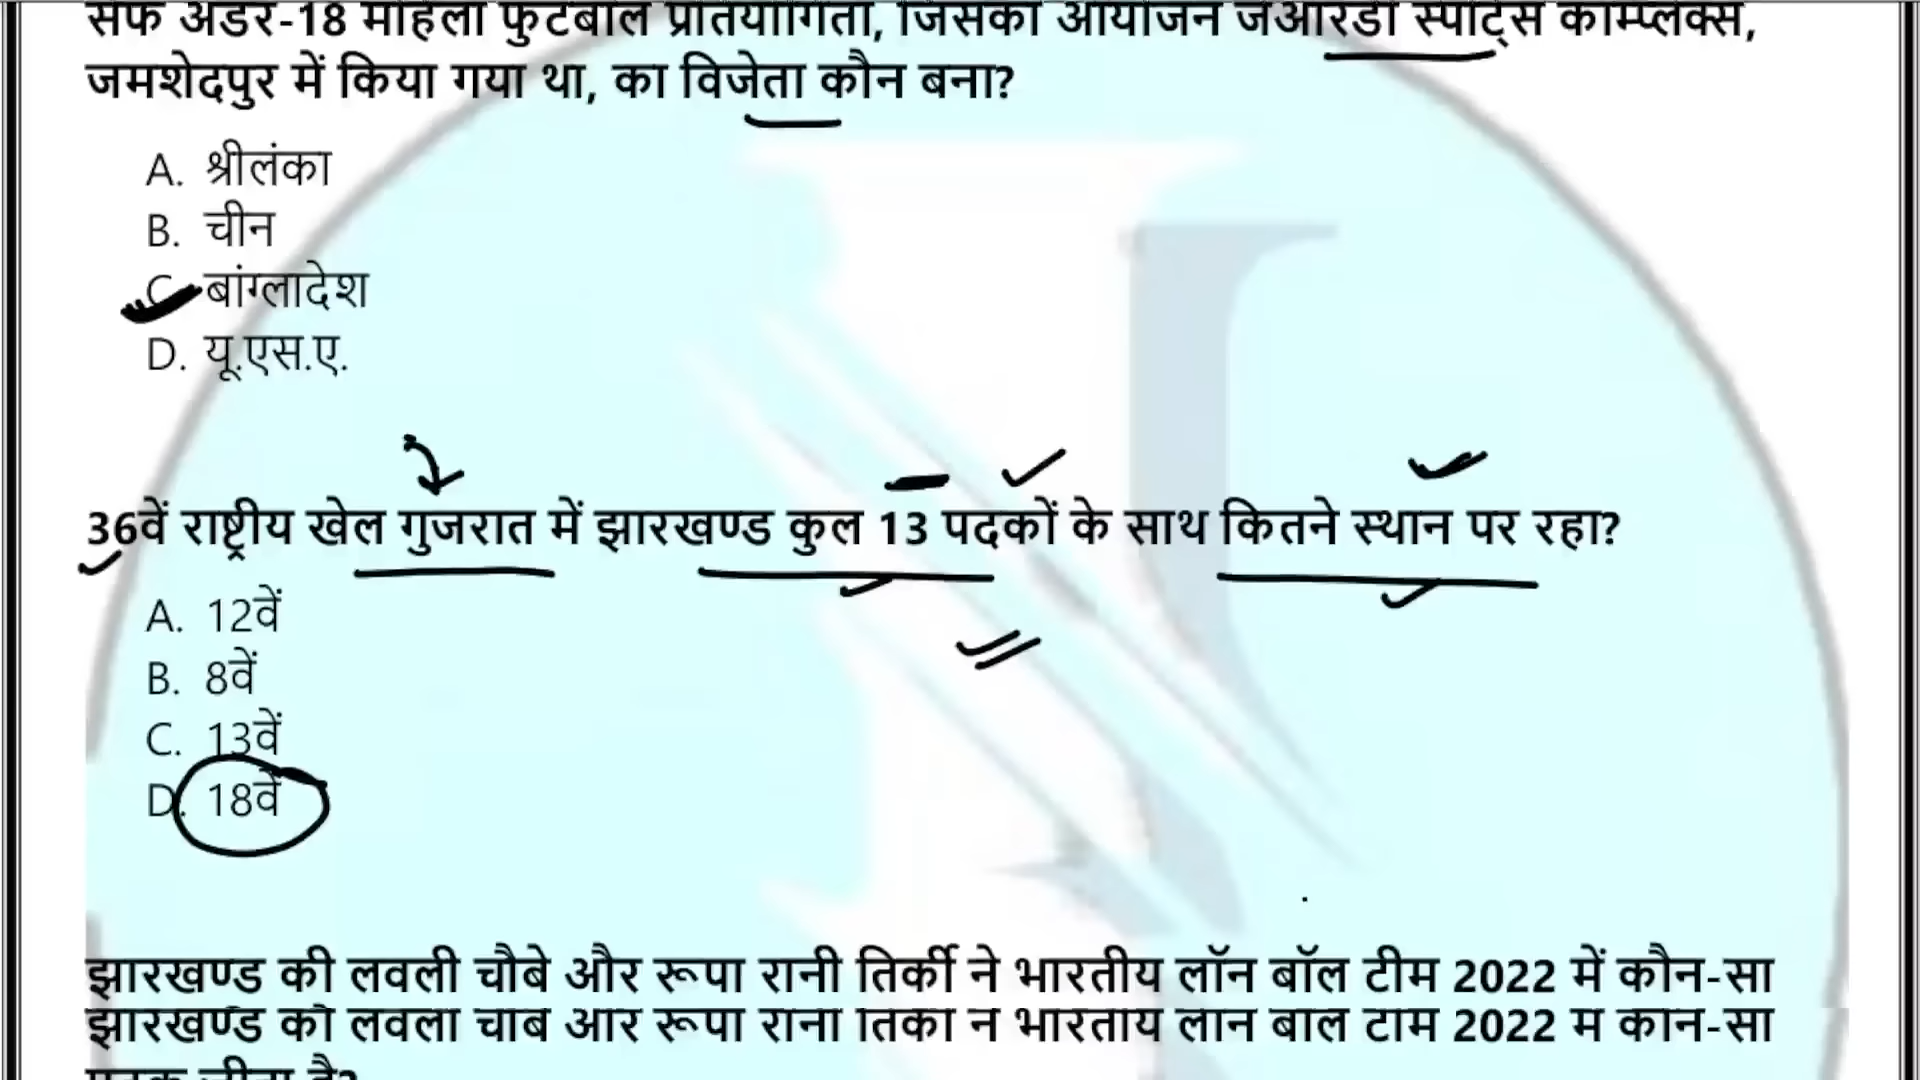 सैफ अंडर-18 महिला फुटबॉल प्रतियोगिता, जिसका आयोजन जेआरडी स्पोर्ट्स कॉम्प्लेक्स,
जमशेदपुर में किया गया था, का विजेता कौन बना?
A. श्रीलंका
B. चीन
C. बांग्लादेश
D. यू.एस.ए.
36वें राष्ट्रीय खेल गुजरात में झारखण्ड कुल 13 पदकों के साथ कितने स्थान पर रहा?
A. 12वें
B. 8वें
C. 13वें
D. 18वें
झारखण्ड की लवली चौबे और रूपा रानी तिर्की ने भारतीय लॉन बॉल टीम 2022 में कौन-सा
झारखण्ड की लवली चौबे और रूपा रानी तिर्की ने भारतीय लॉन बॉल टीम 2022 में कौन-सा
पदक जीता है?